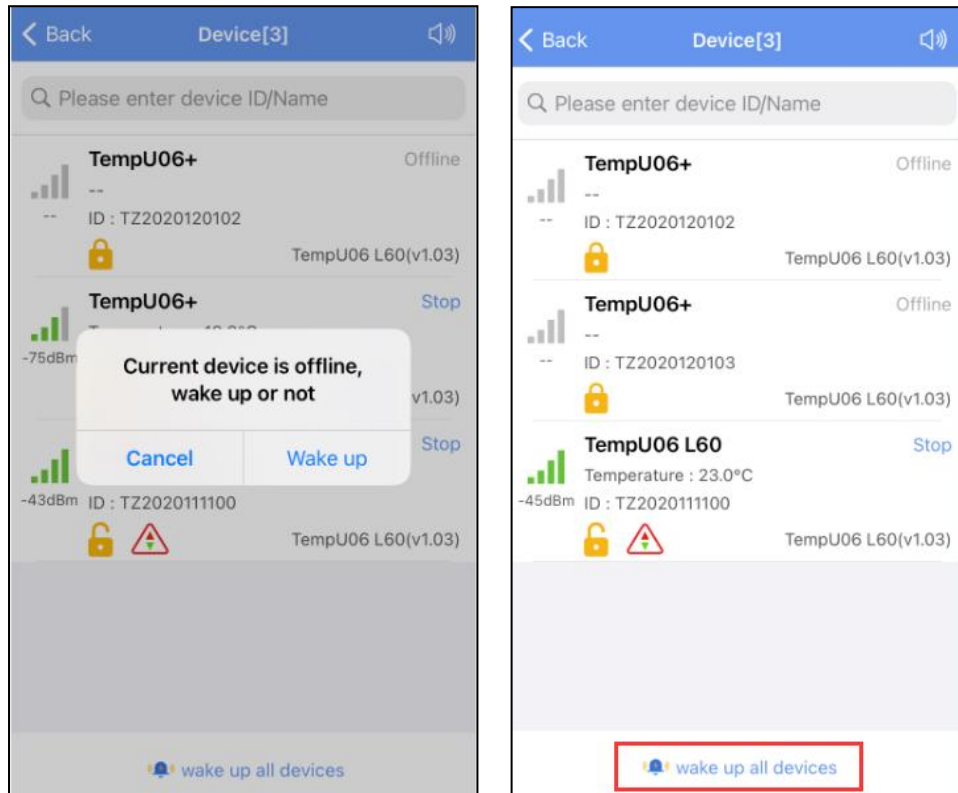 Back
Device[3]
Please enter device ID/Name
TempU06+
Offline
--
--
ID : TZ2020120102
TempU06 L60(v1.03)
TempU06+
Stop
-75dBm
v1.03)
Current device is offline,
wake up or not
Cancel
Wake up
Stop
-43dBm
ID : TZ2020111100
TempU06 L60(v1.03)
wake up all devices
Back
Device[3]
Please enter device ID/Name
TempU06+
Offline
--
--
ID : TZ2020120102
TempU06 L60(v1.03)
TempU06+
Offline
--
--
ID : TZ2020120103
TempU06 L60(v1.03)
TempU06 L60
Stop
Temperature : 23.0°C
-45dBm
ID : TZ2020111100
TempU06 L60(v1.03)
wake up all devices